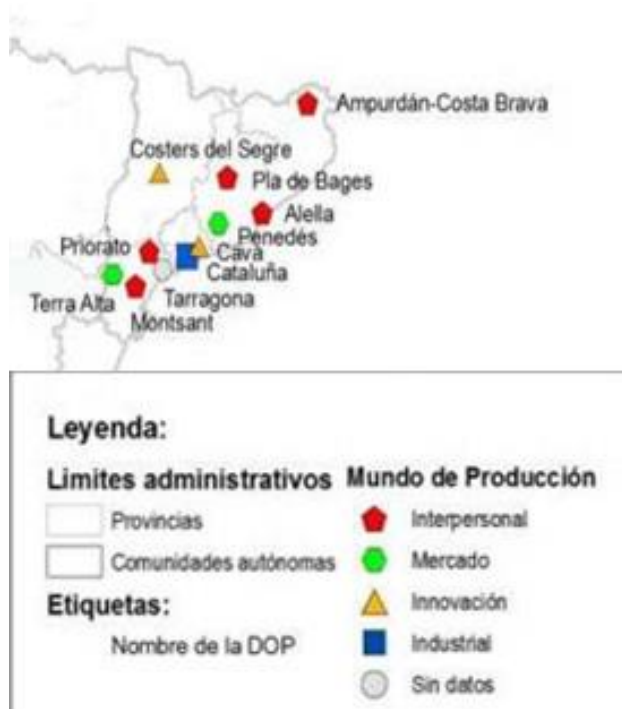 Ampurdán-Costa Brava
Costers del Segre
Pla de Bages
Alella
Penedés
Priorato
Cava
Cataluña
Terra Alta
Tarragona
Montsant
Leyenda:
Limites administrativos
Provincias
Comunidades autónomas
Etiquetas:
Nombre de la DOP
Mundo de Producción
Interpersonal
Mercado
Innovación
Industrial
Sin datos